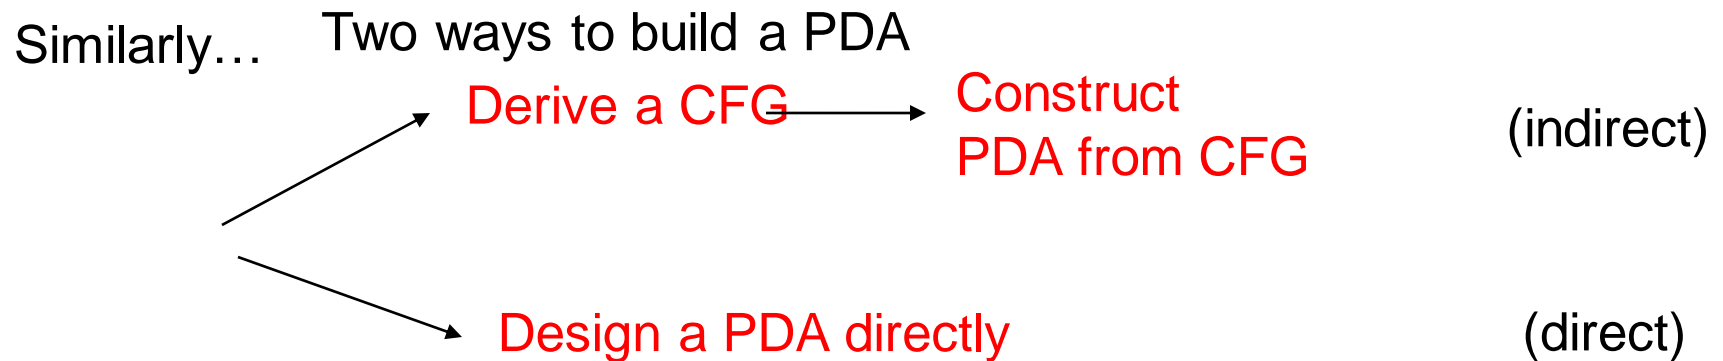 Similarly…
Two ways to build a PDA
Derive a CFG
Construct
PDA from CFG
(indirect)
Design a PDA directly
(direct)